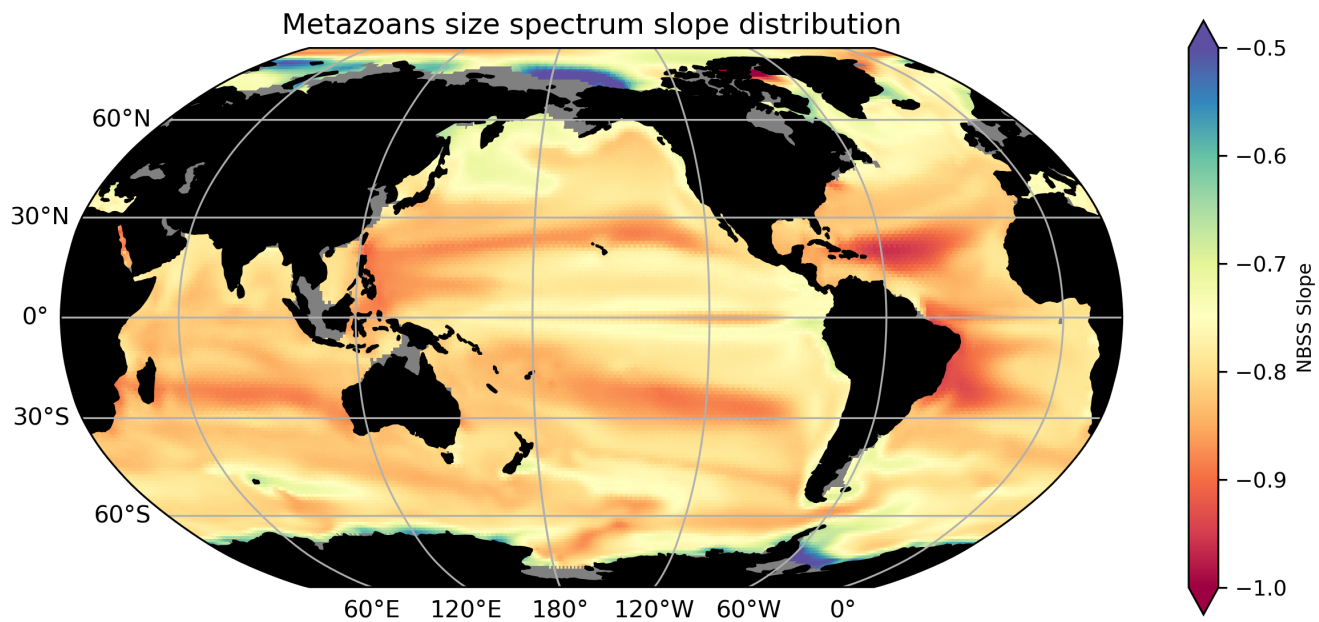 Metazoans size spectrum slope distribution
60°N
30°N
0°
30°S
60°S
60°E 120°E 180° 120°W 60°W 0°
−0.5
−0.6
−0.7
−0.8
−0.9
−1.0
NBSS Slope